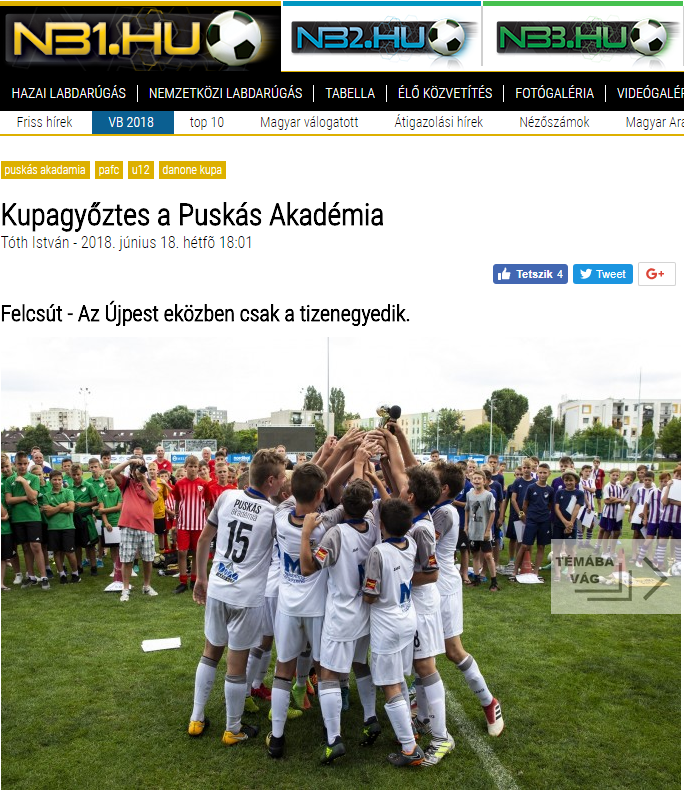 NB1.HU NB2.HU NB3.HU
HAZAI LABDARÚGÁS NEMZETKÖZI LABDARÚGÁS TABELLA ÉLŐ KÖZVETÍTÉS FOTÓGALÉRIA VIDEÓGALÉR
Friss hírek VB 2018 top 10 Magyar válogatott Átigazolási hírek Nézőszámok Magyar Ara
puskás akadamia pafc u12 danone kupa
Kupagyőztes a Puskás Akadémia
Tóth István - 2018. június 18. hétfõ 18:01
Tetszik 4 Tweet G+
Felcsút - Az Újpest eközben csak a tizenegyedik.
PUSKÁS
akadémia
15
TÉMÁBA
VÁG